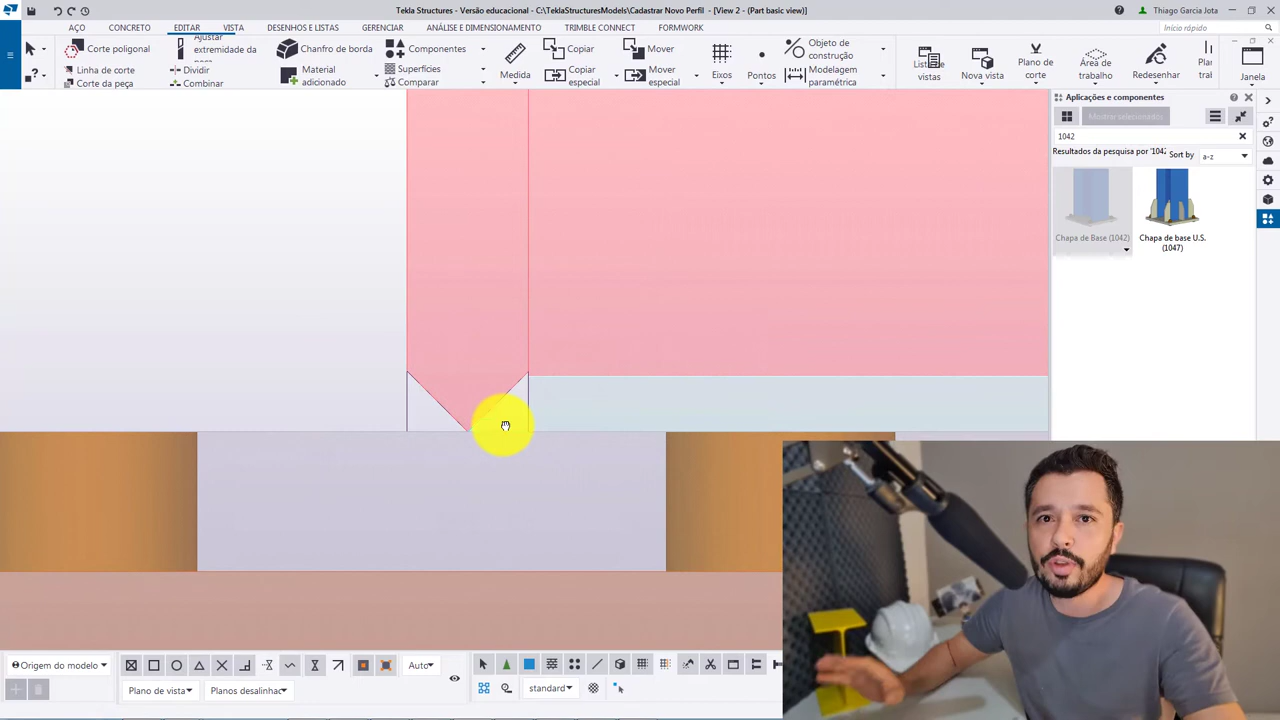 Tekla Structures - Versão educacional - [C:\TeklaStructuresModels\Cadastrar Novo Perfil - [View 2 - (Part basic view)]
Thiago Garcia Jota
AÇO CONCRETO EDITAR VISTA DESENHOS E LISTAS GERENCIAR ANÁLISE E DIMENSIONAMENTO TRIMBLE CONNECT FORMWORK
Início rápido
Corte poligonal
Linha de corte
Corte da peça
Ajustar
extremidade da
Dividir
Combinar
Chanfro de borda
Material
adicionado
Componentes
Superfícies
Comparar
Medida
Copiar
Copiar
especial
Mover
Mover
especial
Eixos
Pontos
Objeto de
construção
Modelagem
paramétrica
vistas
Nova vista
Plano de
corte
Área de
trabalho
Redesenhar
Janela
Aplicações e componentes
Mostrar selecionados
1042
Resultados da pesquisa por '1042'
Sort by
a-z
Chapa de Base (1042)
Chapa de base U.S.
(1047)
Origem do modelo
Auto
Plano de vista
Planos desalinhac
standard